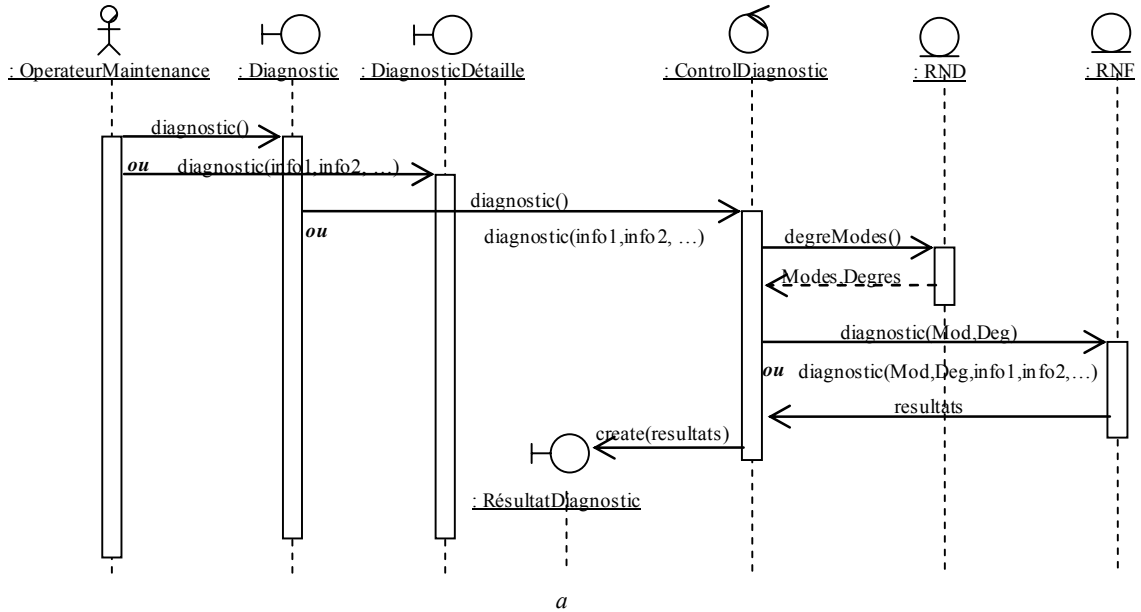 : OperateurMaintenance : Diagnostic : DiagnosticDétaille : ControlDiagnostic : RND : RNF
diagnostic()
ou diagnostic(info1,info2, …)
diagnostic()
ou diagnostic(info1,info2, …)
degreModes()
Modes,Degres
diagnostic(Mod,Deg)
ou diagnostic(Mod,Deg,info1,info2,…)
resultats
create(resultats)
: RésultatDiagnostic
a